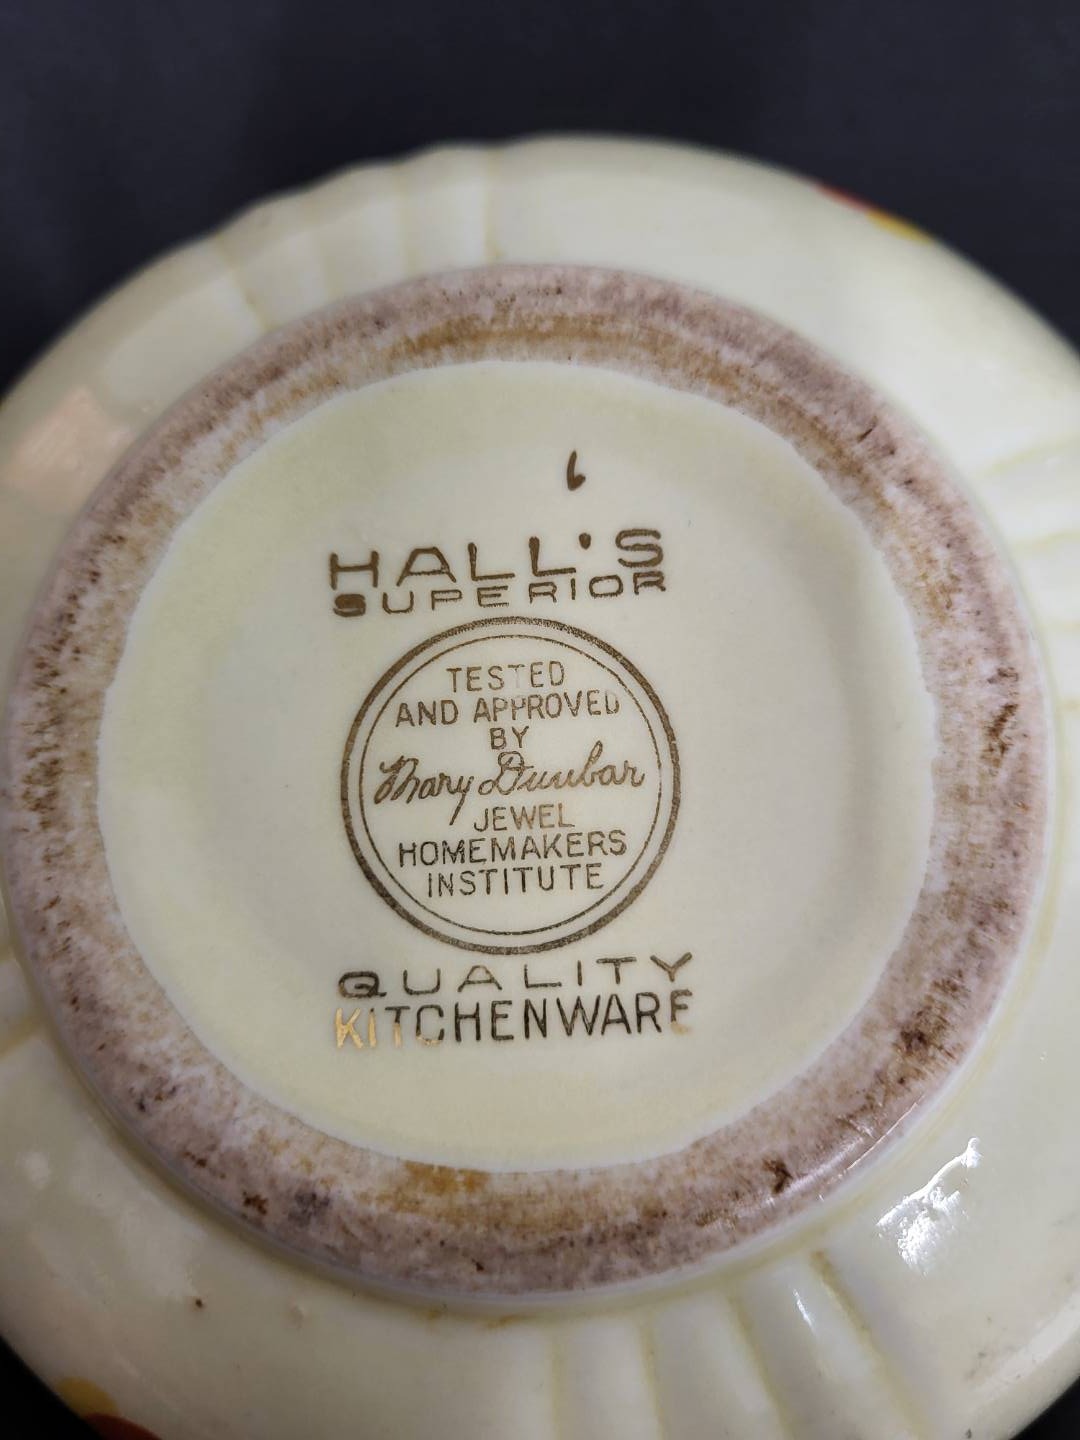 6
HALL'S
SUPERIOR
TESTED
AND APPROVED
BY
Mary Dunbar
JEWEL
HOMEMAKERS
INSTITUTE
QUALITY
KITCHENWARE